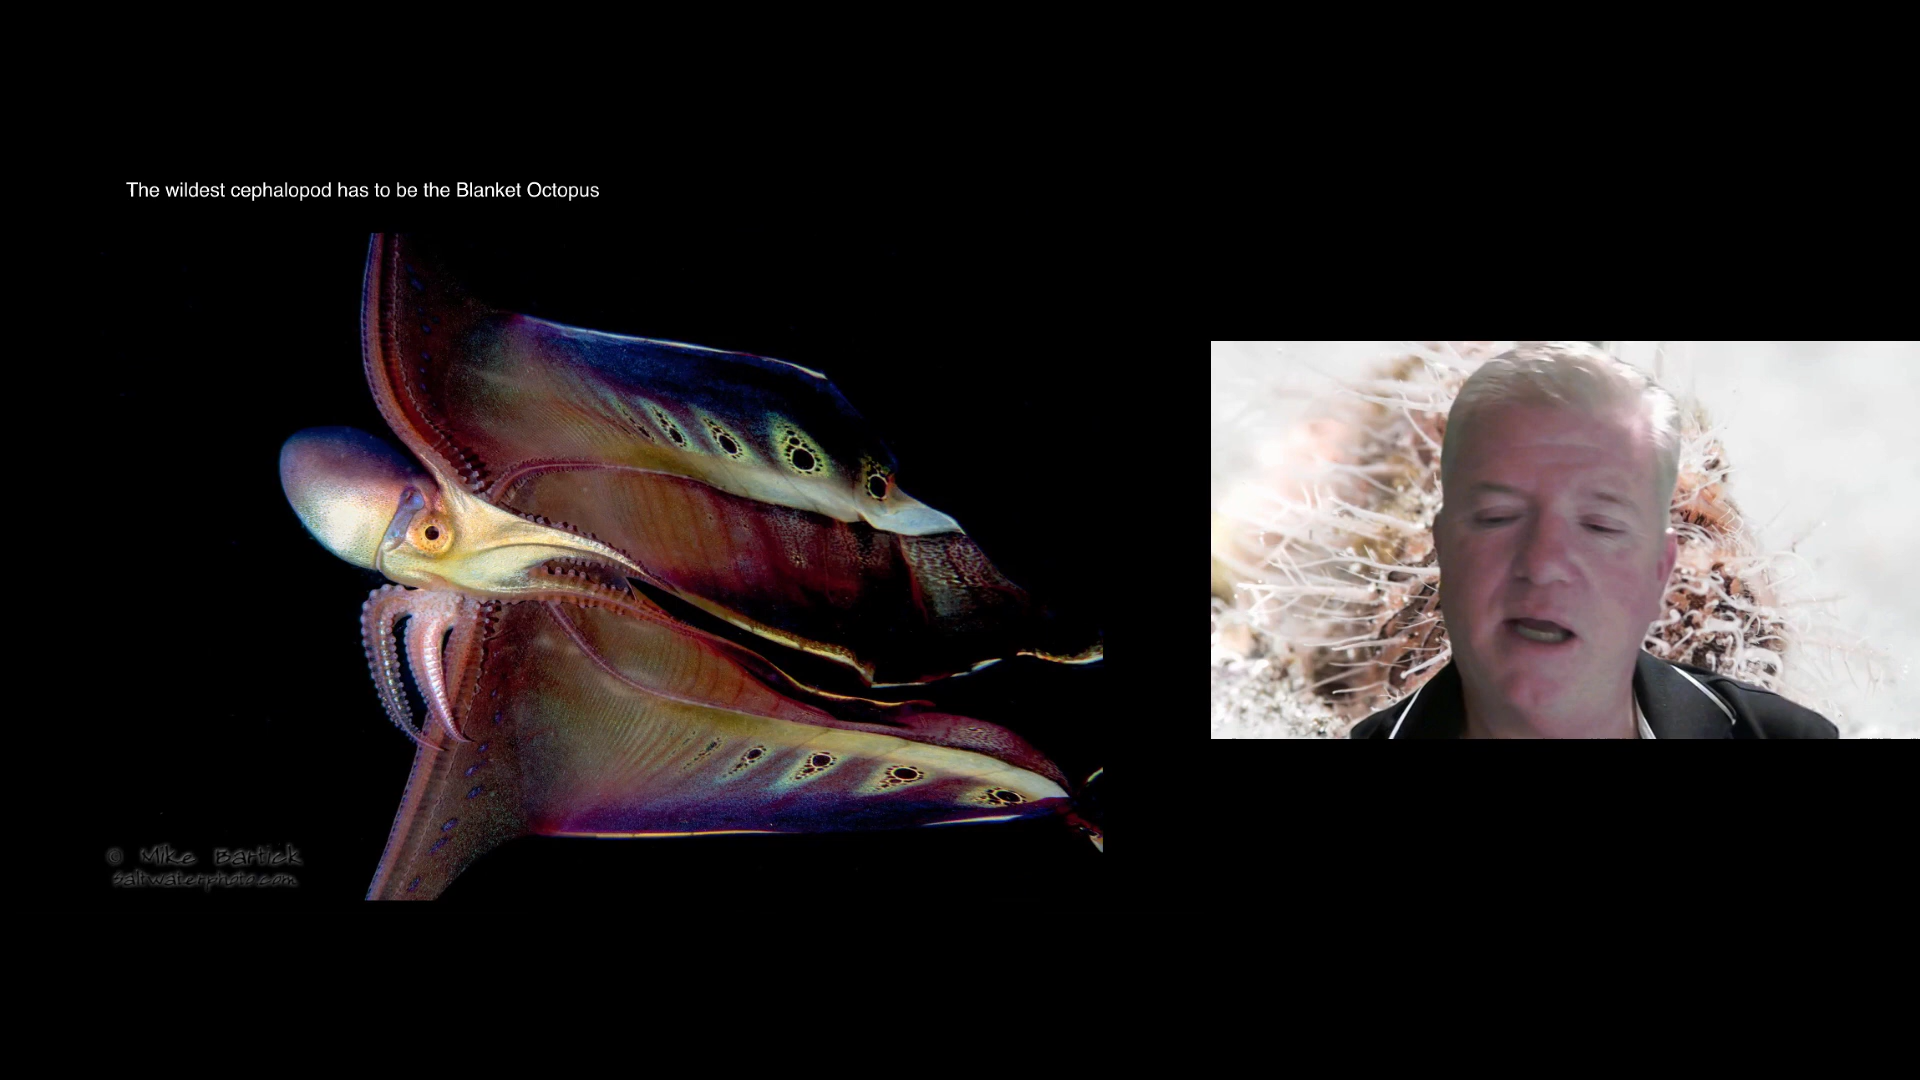 The wildest cephalopod has to be the Blanket Octopus
© Mike Bartick
saltwaterphoto.com